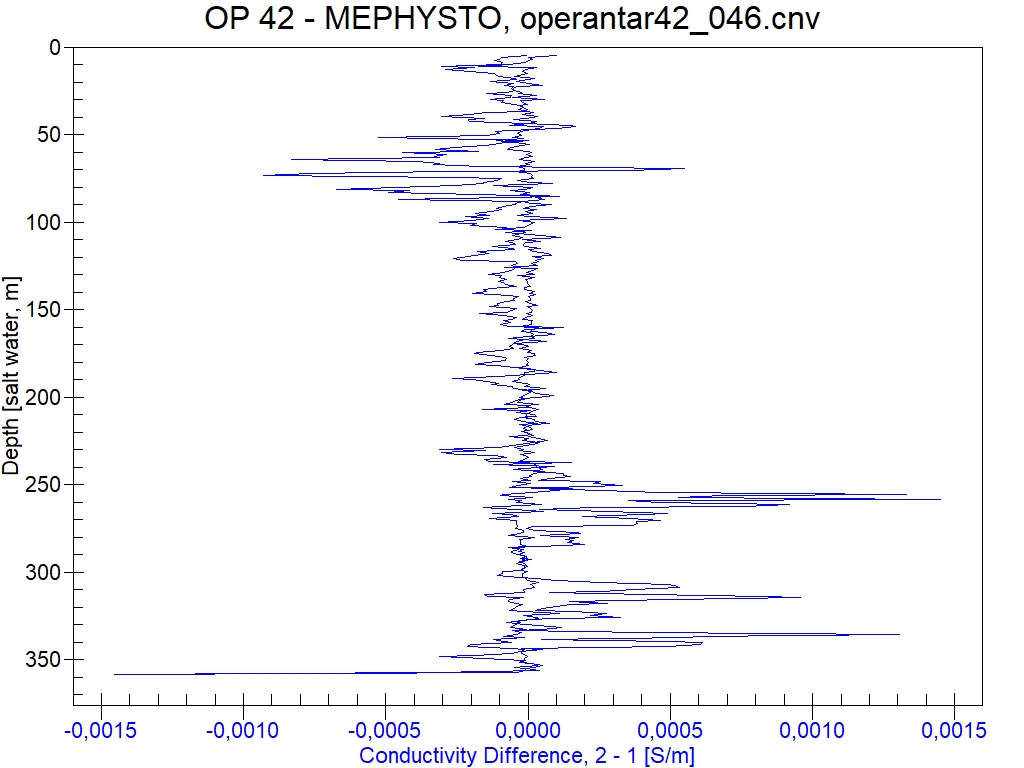 OP 42 - MEPHYSTO, operantar42_046.cnv
0
50
100
150
200
250
300
350
Depth [salt water, m]
-0,0015 -0,0010 -0,0005 0,0000 0,0005 0,0010 0,0015
Conductivity Difference, 2 - 1 [S/m]